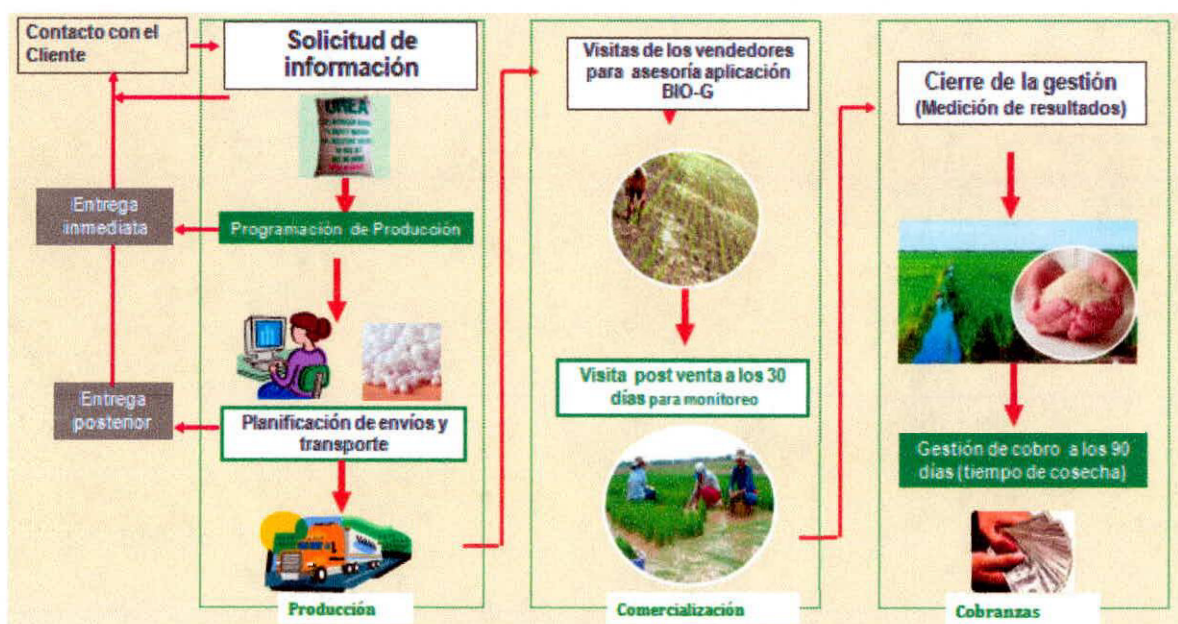 Contacto con el
Cliente
Solicitud de
información
UREA
Entrega
inmediata
Programación de Producción
Entrega
posterior
Planificación de envíos y
transporte
Producción
Visitas de los vendedores
para asesoría aplicación
BIO-G
Visita post venta a los 30
días para monitoreo
Comercialización
Cierre de la gestión
(Medición de resultados)
Gestión de cobro a los 90
días (tiempo de cosecha)
Cobranzas